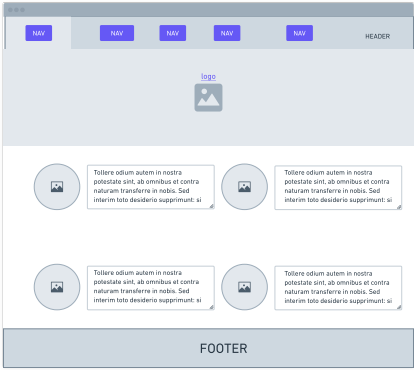 NAV NAV NAV NAV NAV
HEADER
logo
Tollere odium autem in nostra
potestate sint, ab omnibus et contra
naturam transferre in nobis. Sed
interim toto desiderio supprimunt: si
Tollere odium autem in nostra
potestate sint, ab omnibus et contra
naturam transferre in nobis. Sed
interim toto desiderio supprimunt: si
Tollere odium autem in nostra
potestate sint, ab omnibus et contra
naturam transferre in nobis. Sed
interim toto desiderio supprimunt: si
Tollere odium autem in nostra
potestate sint, ab omnibus et contra
naturam transferre in nobis. Sed
interim toto desiderio supprimunt: si
FOOTER